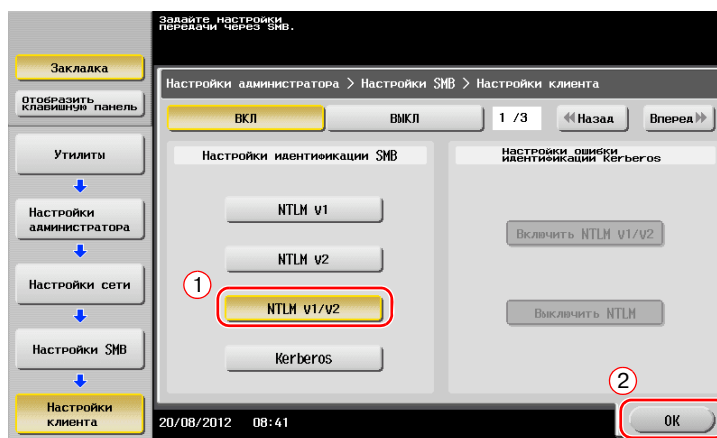 Задайте настройки
передачи через SMB.
Закладка
Отобразить
клавишную панель
Утилиты
Настройки
администратора
Настройки сети
Настройки SMB
Настройки
клиента
Настройки администратора > Настройки SMB > Настройки клиента
ВКЛ
ВЫКЛ
1 /3
Назад
Вперед
Настройки идентификации SMB
NTLM v1
NTLM v2
1
NTLM v1/v2
Kerberos
Настройки ошибки
идентификации Kerberos
Включить NTLM v1/v2
Выключить NTLM
2
20/08/2012 08:41
OK